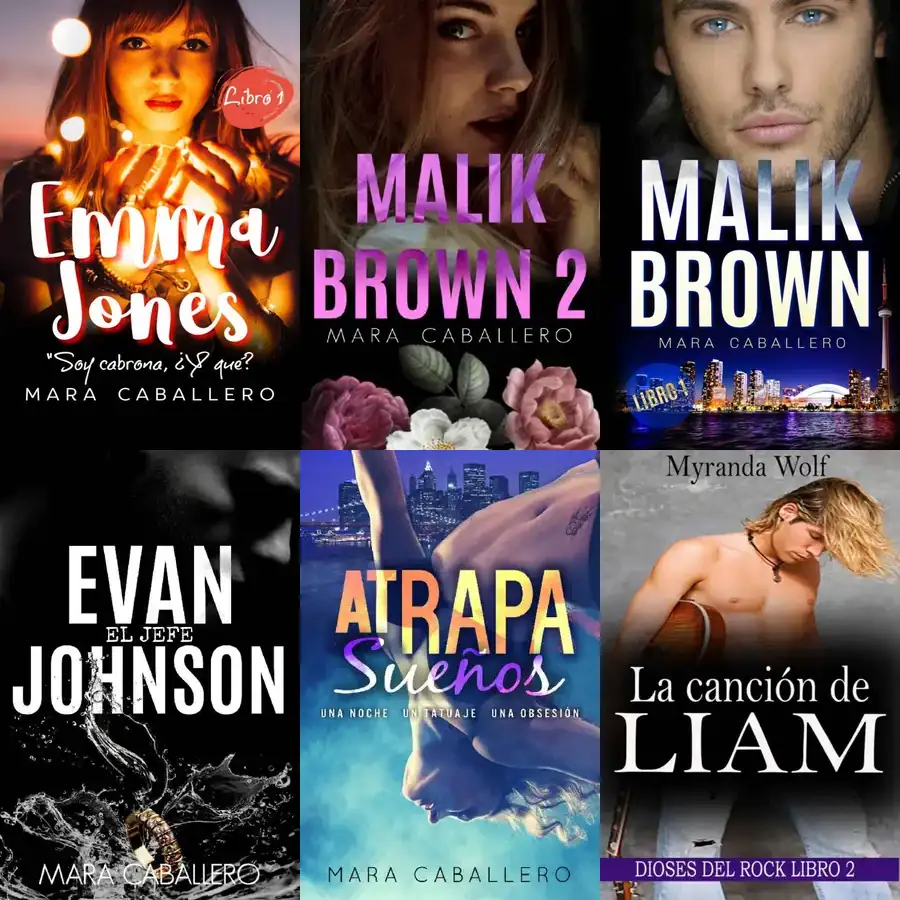 Libro 1
Emma
Jones
"Soy cabrona, ¿Y que?
MARA CABALLERO
MALIK
BROWN 2
MARA CABALLERO
MALIK
BROWN
MARA CABALLERO
LIBRO 1
EVAN
EL JEFE
JOHNSON
MARA CABALLERO
ATRAPA
Sueños
UNA NOCHE UN TATUAJE UNA OBSESIÓN
MARA CABALLERO
Myranda Wolf
La canción de
LIAM
DIOSES DEL ROCK LIBRO 2